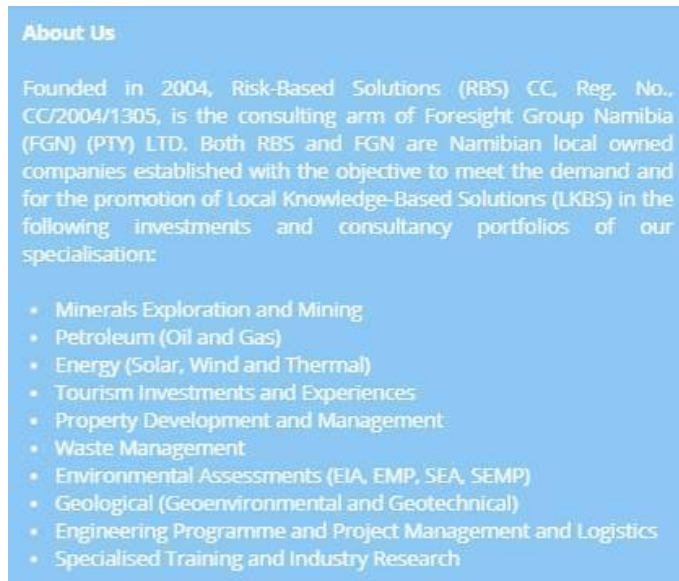 About Us
Founded in 2004, Risk-Based Solutions (RBS) CC, Reg. No.,
CC/2004/1305, is the consulting arm of Foresight Group Namibia
(FGN) (PTY) LTD. Both RBS and FGN are Namibian local owned
companies established with the objective to meet the demand and
for the promotion of Local Knowledge-Based Solutions (LKBS) in the
following investments and consultancy portfolios of our
specialisation:
• Minerals Exploration and Mining
• Petroleum (Oil and Gas)
• Energy (Solar, Wind and Thermal)
• Tourism Investments and Experiences
• Property Development and Management
• Waste Management
• Environmental Assessments (EIA, EMP, SEA, SEMP)
• Geological (Geoenvironmental and Geotechnical)
• Engineering Programme and Project Management and Logistics
• Specialised Training and Industry Research